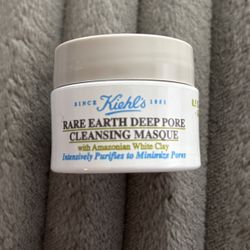 SINCE Kiehl's 1851
RARE EARTH DEEP PORE
CLEANSING MASQUE
with Amazonian White Clay
Intensively Purifies to Minimize Pores